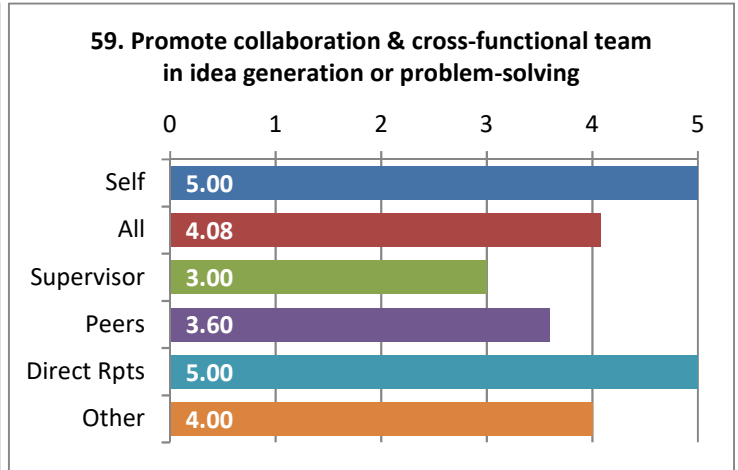 59. Promote collaboration & cross-functional team
in idea generation or problem-solving
0 1 2 3 4 5
Self 5.00
All 4.08
Supervisor 3.00
Peers 3.60
Direct Rpts 5.00
Other 4.00